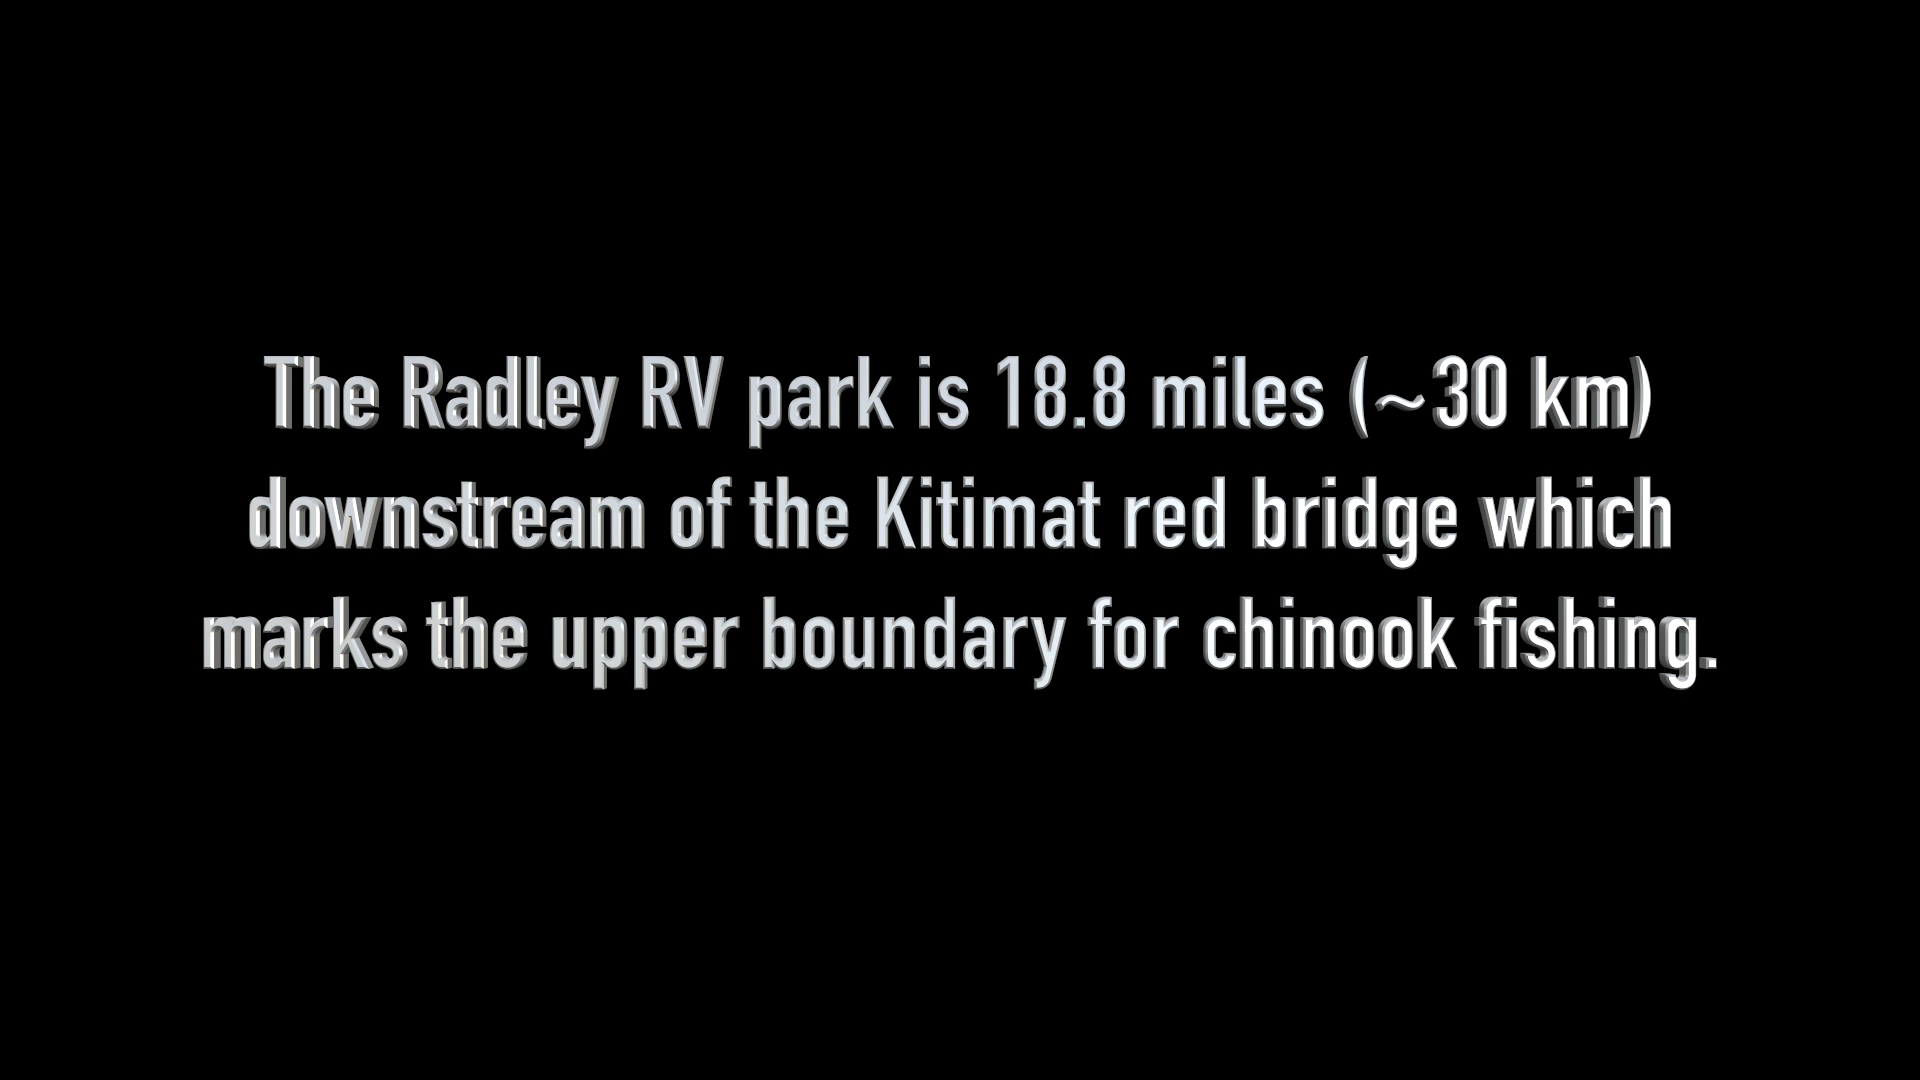 The Radley RV park is 18.8 miles (~30 km)
downstream of the Kitimat red bridge which
marks the upper boundary for chinook fishing.